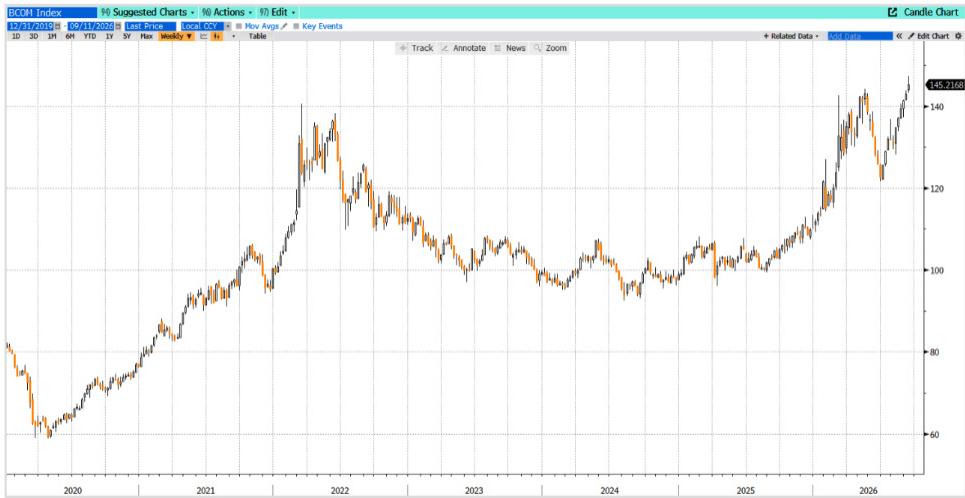 BCOM Index 94) Suggested Charts 96) Actions 97) Edit Candle Chart
12/31/2019 - 09/11/2026 Last Price Local CCY Mov Avgs Key Events
1D 3D 1M 6M YTD 1Y 5Y Max Weekly ▼ Table + Related Data Add Data « Edit Chart
Track Annotate News Zoom
145.2168
140
120
100
80
60
2020 2021 2022 2023 2024 2025 2026